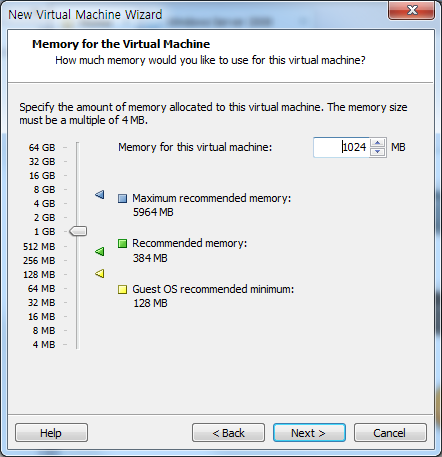 New Virtual Machine Wizard
Memory for the Virtual Machine
How much memory would you like to use for this virtual machine?
Specify the amount of memory allocated to this virtual machine. The memory size
must be a multiple of 4 MB.
Memory for this virtual machine: 1024 MB
64 GB
32 GB
16 GB
8 GB
4 GB
2 GB
1 GB
512 MB
256 MB
128 MB
64 MB
32 MB
16 MB
8 MB
4 MB
Maximum recommended memory:
5964 MB
Recommended memory:
384 MB
Guest OS recommended minimum:
128 MB
Help
< Back
Next >
Cancel